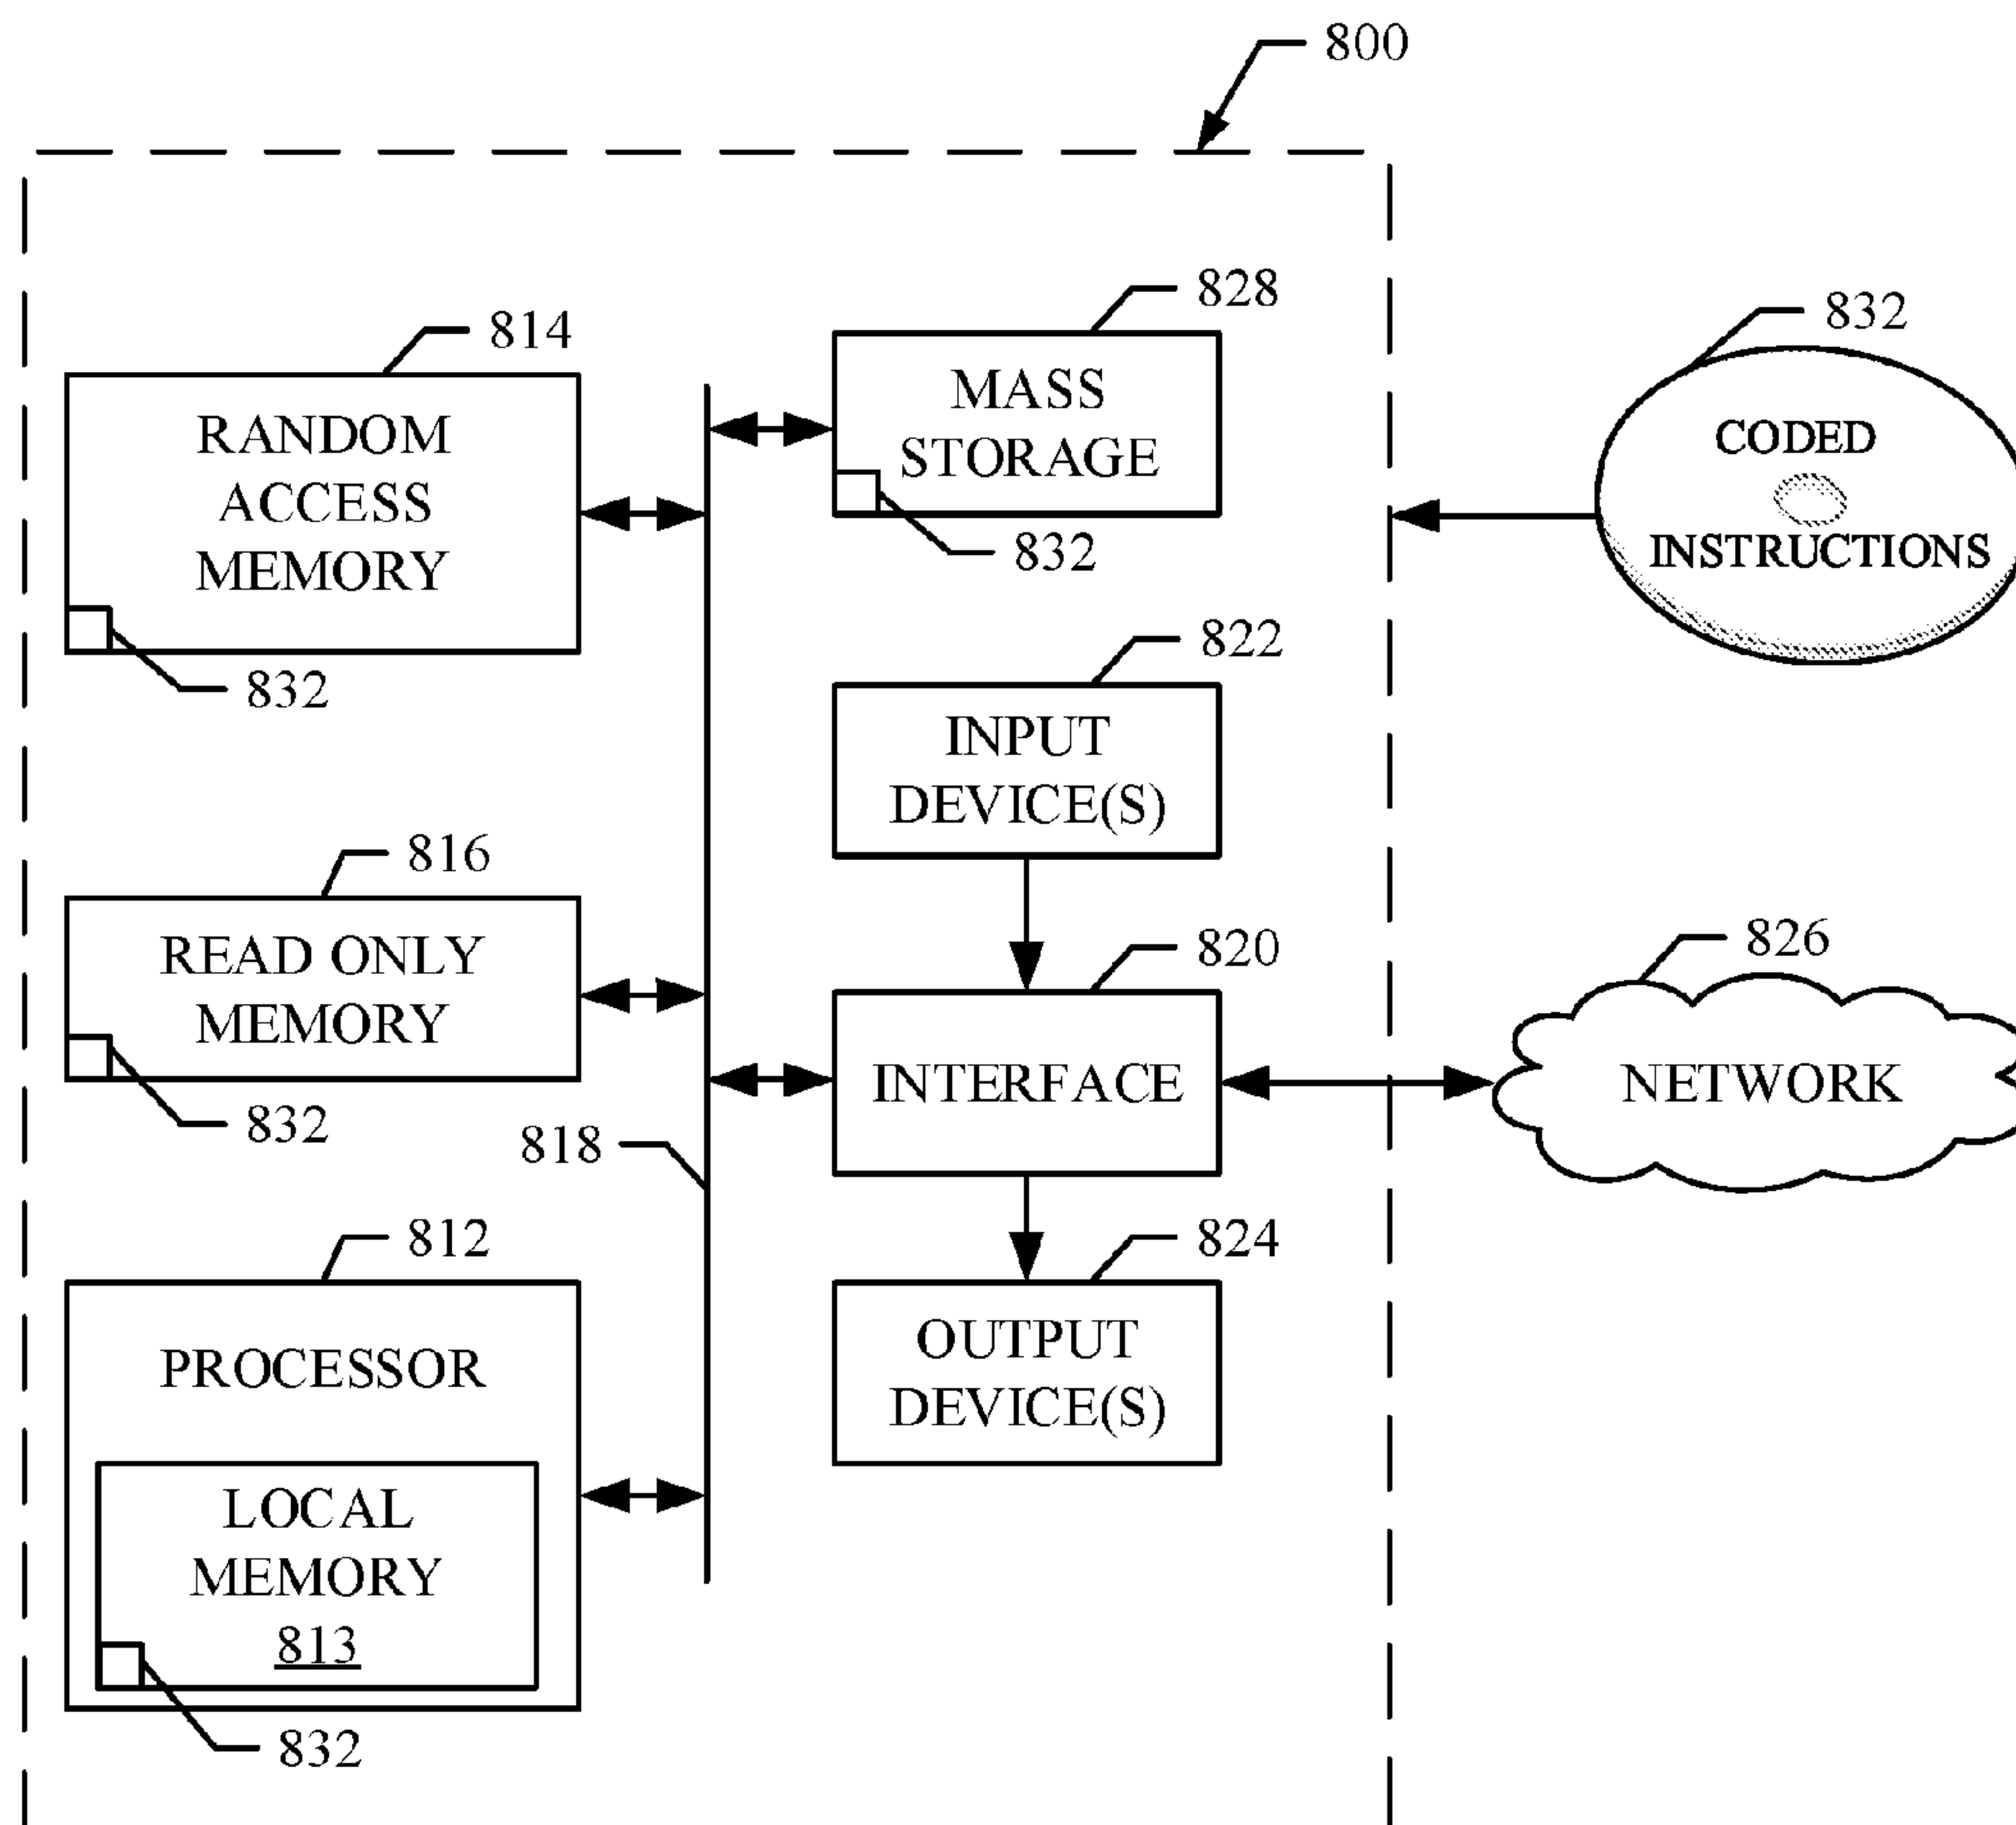 800
828
832
814
MASS
STORAGE
RANDOM
ACCESS
MEMORY
CODED
INSTRUCTIONS
832
832
822
INPUT
DEVICE(S)
816
READ ONLY
MEMORY
820
826
INTERFACE
NETWORK
832
818
812
824
PROCESSOR
OUTPUT
DEVICE(S)
LOCAL
MEMORY
813
832